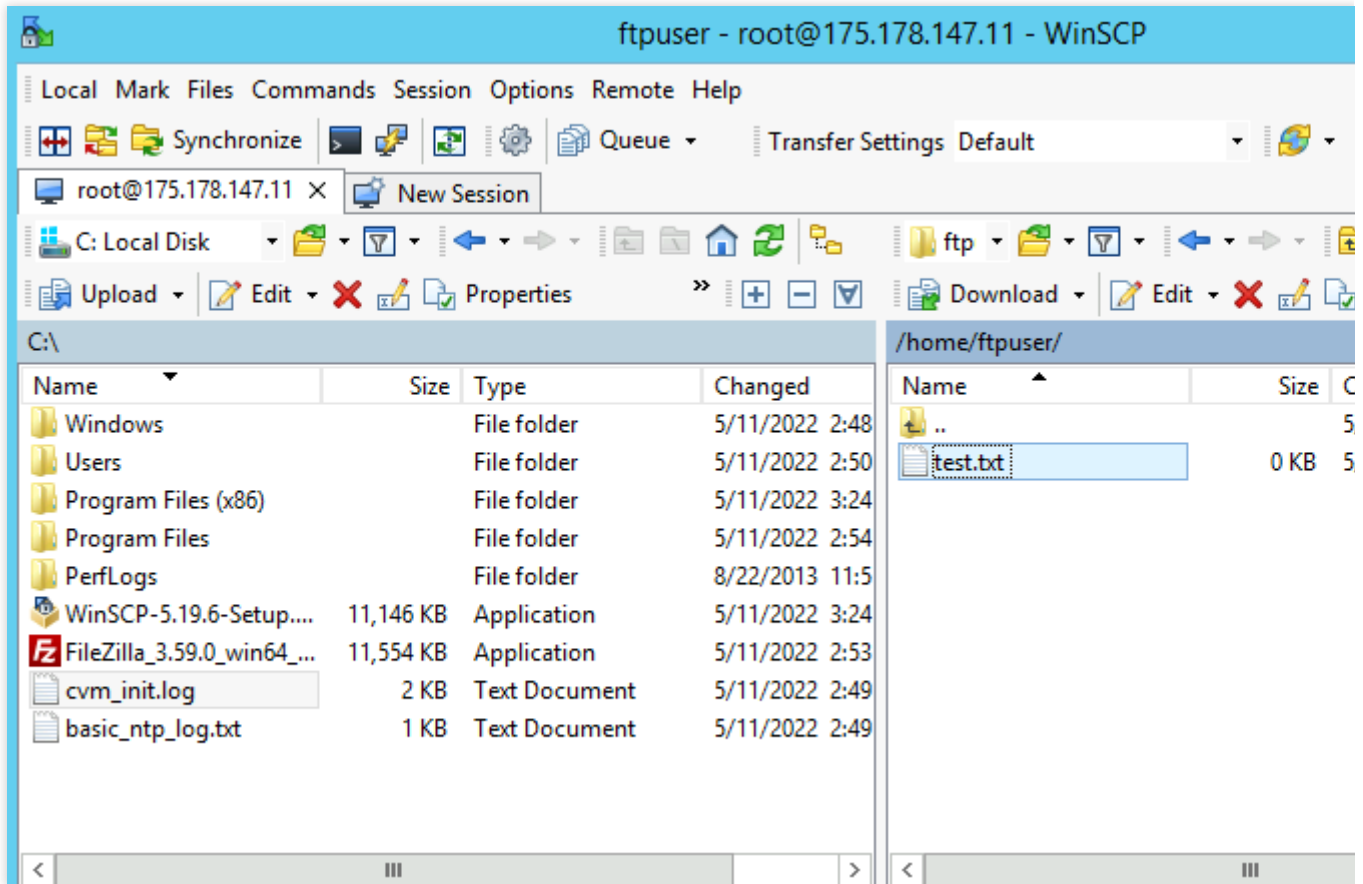 ftpuser - root@175.178.147.11 - WinSCP
Local Mark Files Commands Session Options Remote Help
Synchronize Queue Transfer Settings Default
root@175.178.147.11 New Session
C: Local Disk ftp
Upload Edit Properties Download Edit
C:\ /home/ftpuser/
Name Size Type Changed Name Size C
Windows File folder 5/11/2022 2:48 .. 5
Users File folder 5/11/2022 2:50 test.txt 0 KB 5
Program Files (x86) File folder 5/11/2022 3:24
Program Files File folder 5/11/2022 2:54
PerfLogs File folder 8/22/2013 11:5
WinSCP-5.19.6-Setup.... 11,146 KB Application 5/11/2022 3:24
FileZilla_3.59.0_win64_... 11,554 KB Application 5/11/2022 2:53
cvm_init.log 2 KB Text Document 5/11/2022 2:49
basic_ntp_log.txt 1 KB Text Document 5/11/2022 2:49